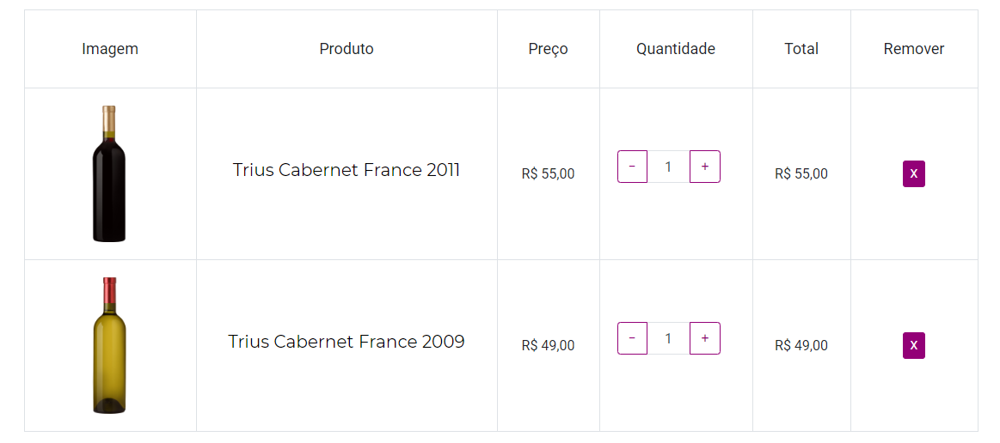 Imagem Produto Preço Quantidade Total Remover
Trius Cabernet France 2011 R$ 55,00 − 1 + R$ 55,00 X
Trius Cabernet France 2009 R$ 49,00 − 1 + R$ 49,00 X